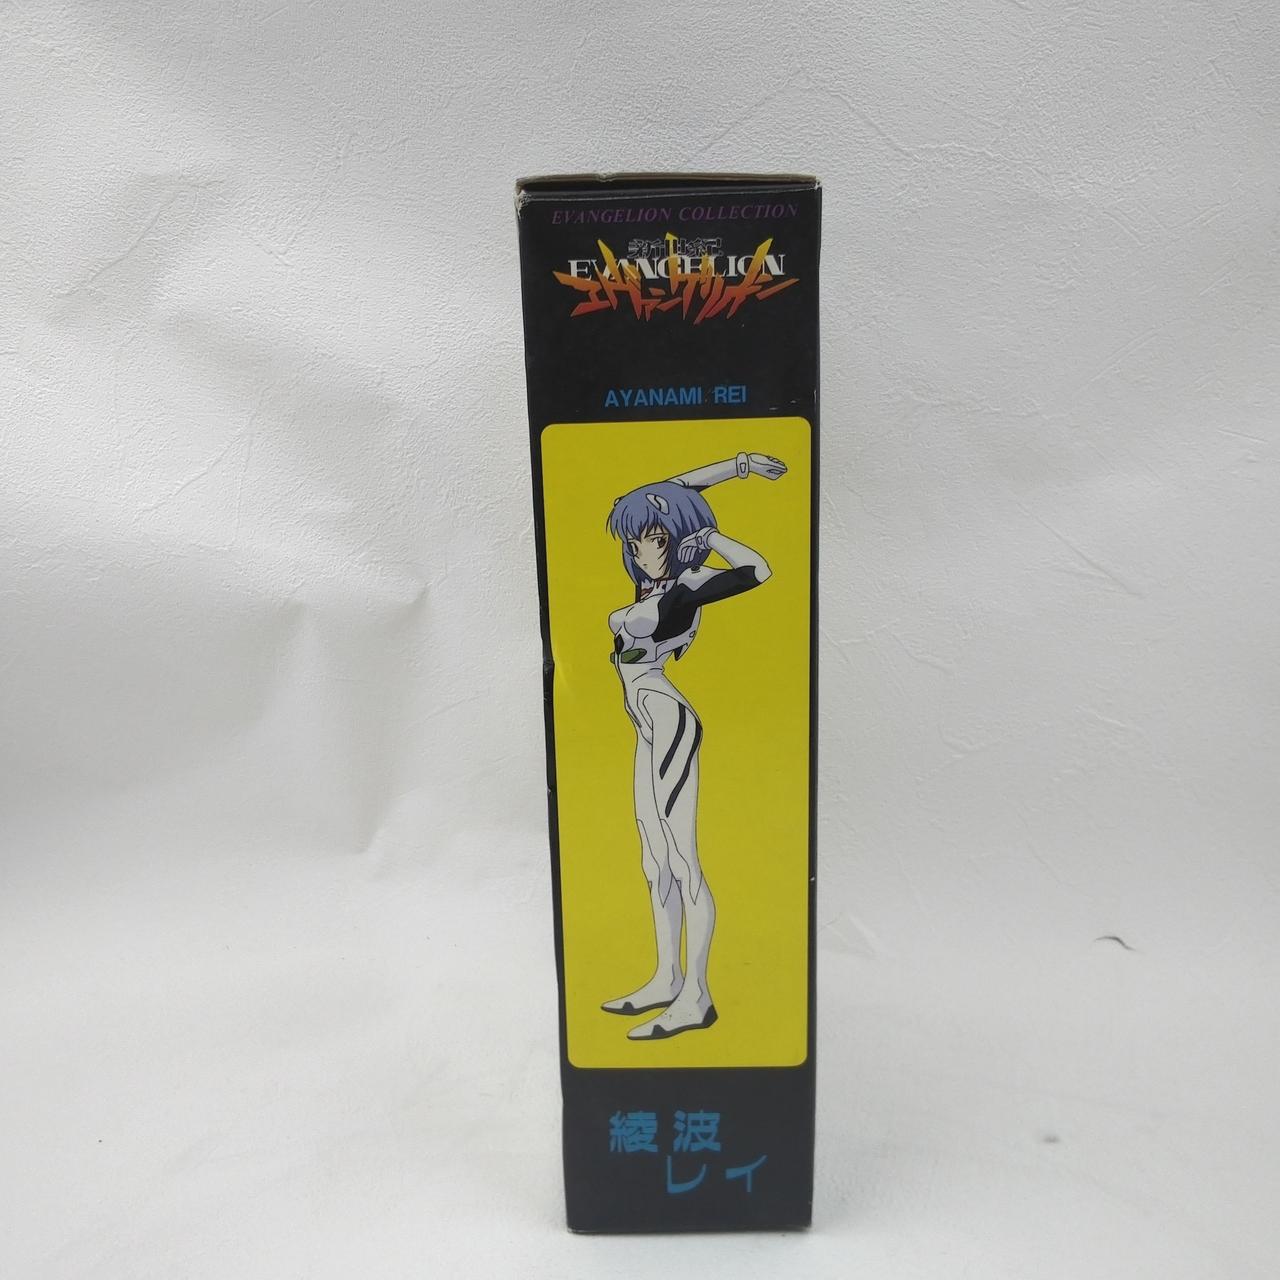 EVANGELION COLLECTION
新世紀
EVANGELION
エヴァンゲリオン
AYANAMI REI
綾波
レイ